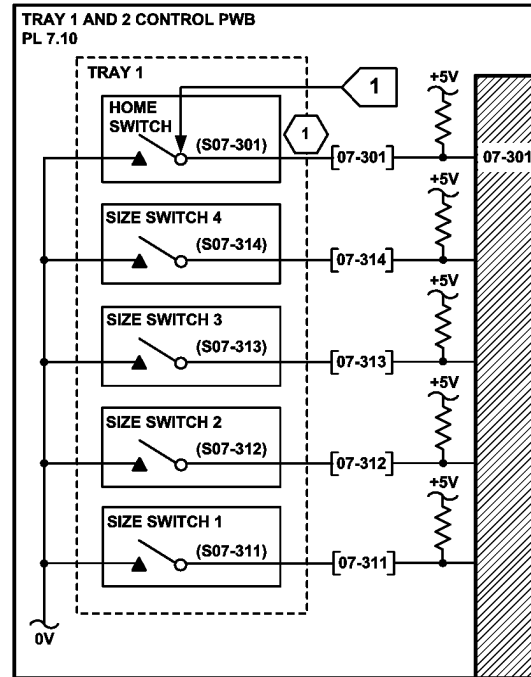 TRAY 1 AND 2 CONTROL PWB
PL 7.10
TRAY 1
HOME
SWITCH
(S07-301)
1
1
[07-301]
+5V
07-301
SIZE SWITCH 4
(S07-314)
[07-314]
+5V
SIZE SWITCH 3
(S07-313)
[07-313]
+5V
SIZE SWITCH 2
(S07-312)
[07-312]
+5V
SIZE SWITCH 1
(S07-311)
[07-311]
+5V
0V